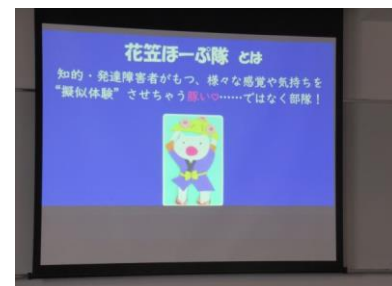 花笠ほーぷ隊 とは
知的・発達障害者がもつ、様々な感覚や気持ちを
“擬似体験”させちゃう豚い♡……ではなく部隊！